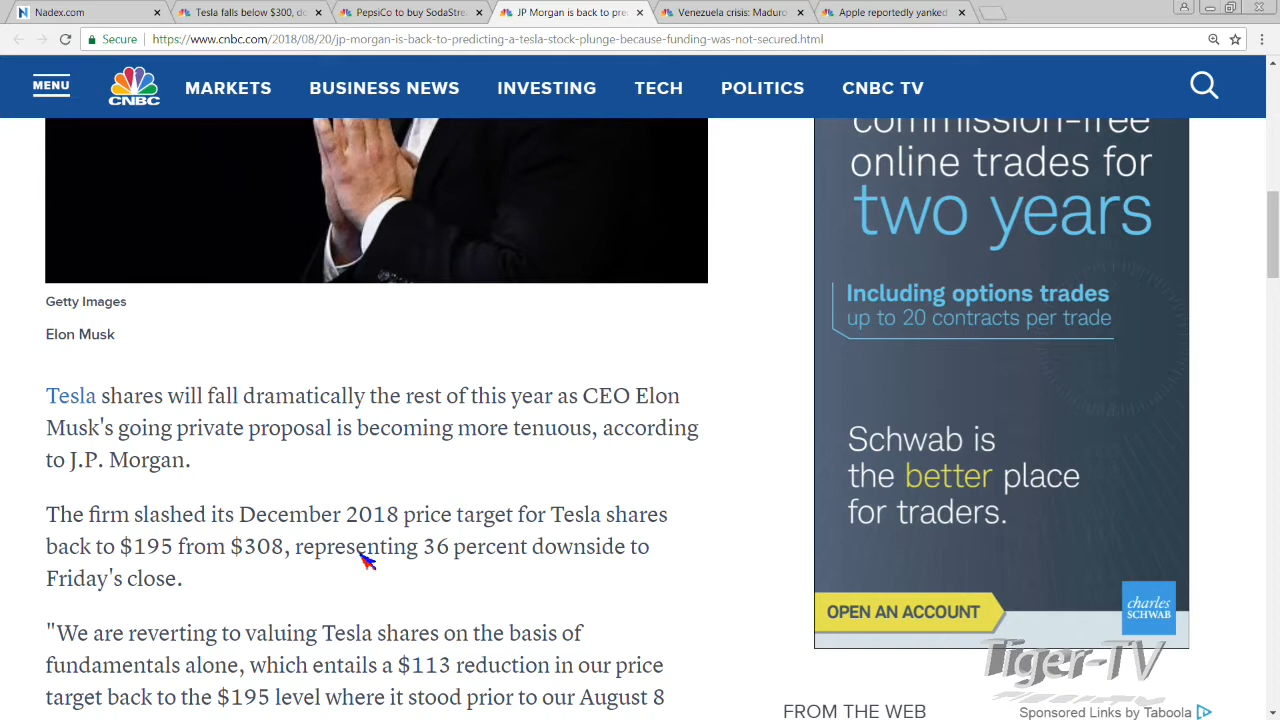 Nadex.com
Tesla falls below $300, do
PepsiCo to buy SodaStre
JP Morgan is back to pre
Venezuela crisis: Maduro
Apple reportedly yanked
Secure https://www.cnbc.com/2018/08/20/jp-morgan-is-back-to-predicting-a-tesla-stock-plunge-because-funding-was-not-secured.html
MENU
CNBC
MARKETS
BUSINESS NEWS
INVESTING
TECH
POLITICS
CNBC TV
Getty Images
Elon Musk
Tesla shares will fall dramatically the rest of this year as CEO Elon
Musk's going private proposal is becoming more tenuous, according
to J.P. Morgan.
The firm slashed its December 2018 price target for Tesla shares
back to $195 from $308, representing 36 percent downside to
Friday's close.
"We are reverting to valuing Tesla shares on the basis of
fundamentals alone, which entails a $113 reduction in our price
target back to the $195 level where it stood prior to our August 8
commission-free
online trades for
two years
Including options trades
up to 20 contracts per trade
Schwab is
the better place
for traders.
OPEN AN ACCOUNT
charles
SCHWAB
Tiger-TV
FROM THE WEB
Sponsored Links by Taboola